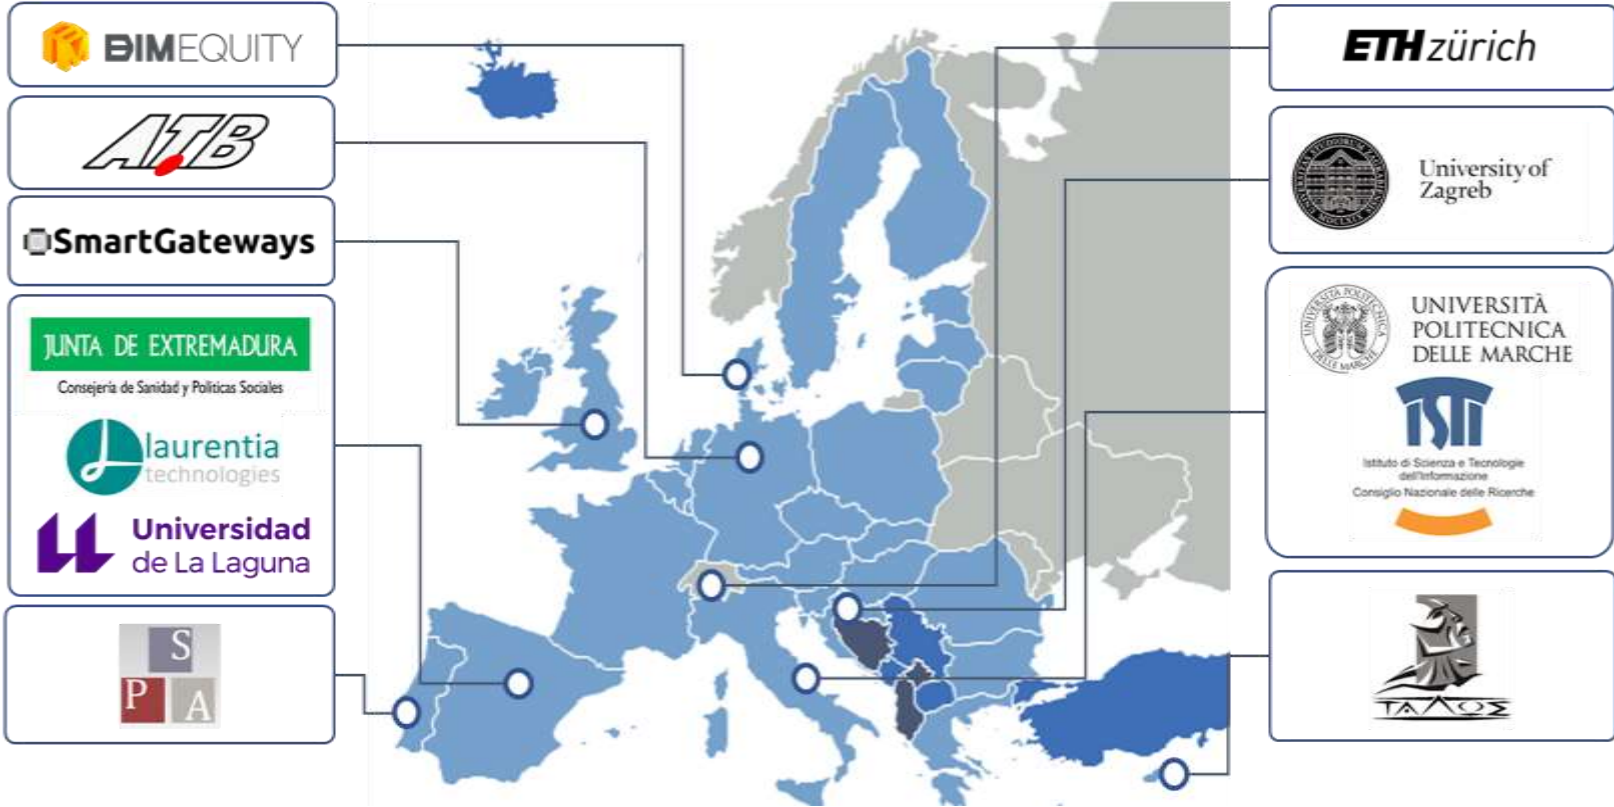 BIMEQUITY
ATB
SmartGateways
JUNTA DE EXTREMADURA
Consejería de Sanidad y Políticas Sociales
laurentia
technologies
Universidad
de La Laguna
S
P A
ETH zürich
University of
Zagreb
UNIVERSITÀ
POLITECNICA
DELLE MARCHE
ISTI
Istituto di Scienza e Tecnologie
dell'Informazione
Consiglio Nazionale delle Ricerche
ΤΑΛΩΣ